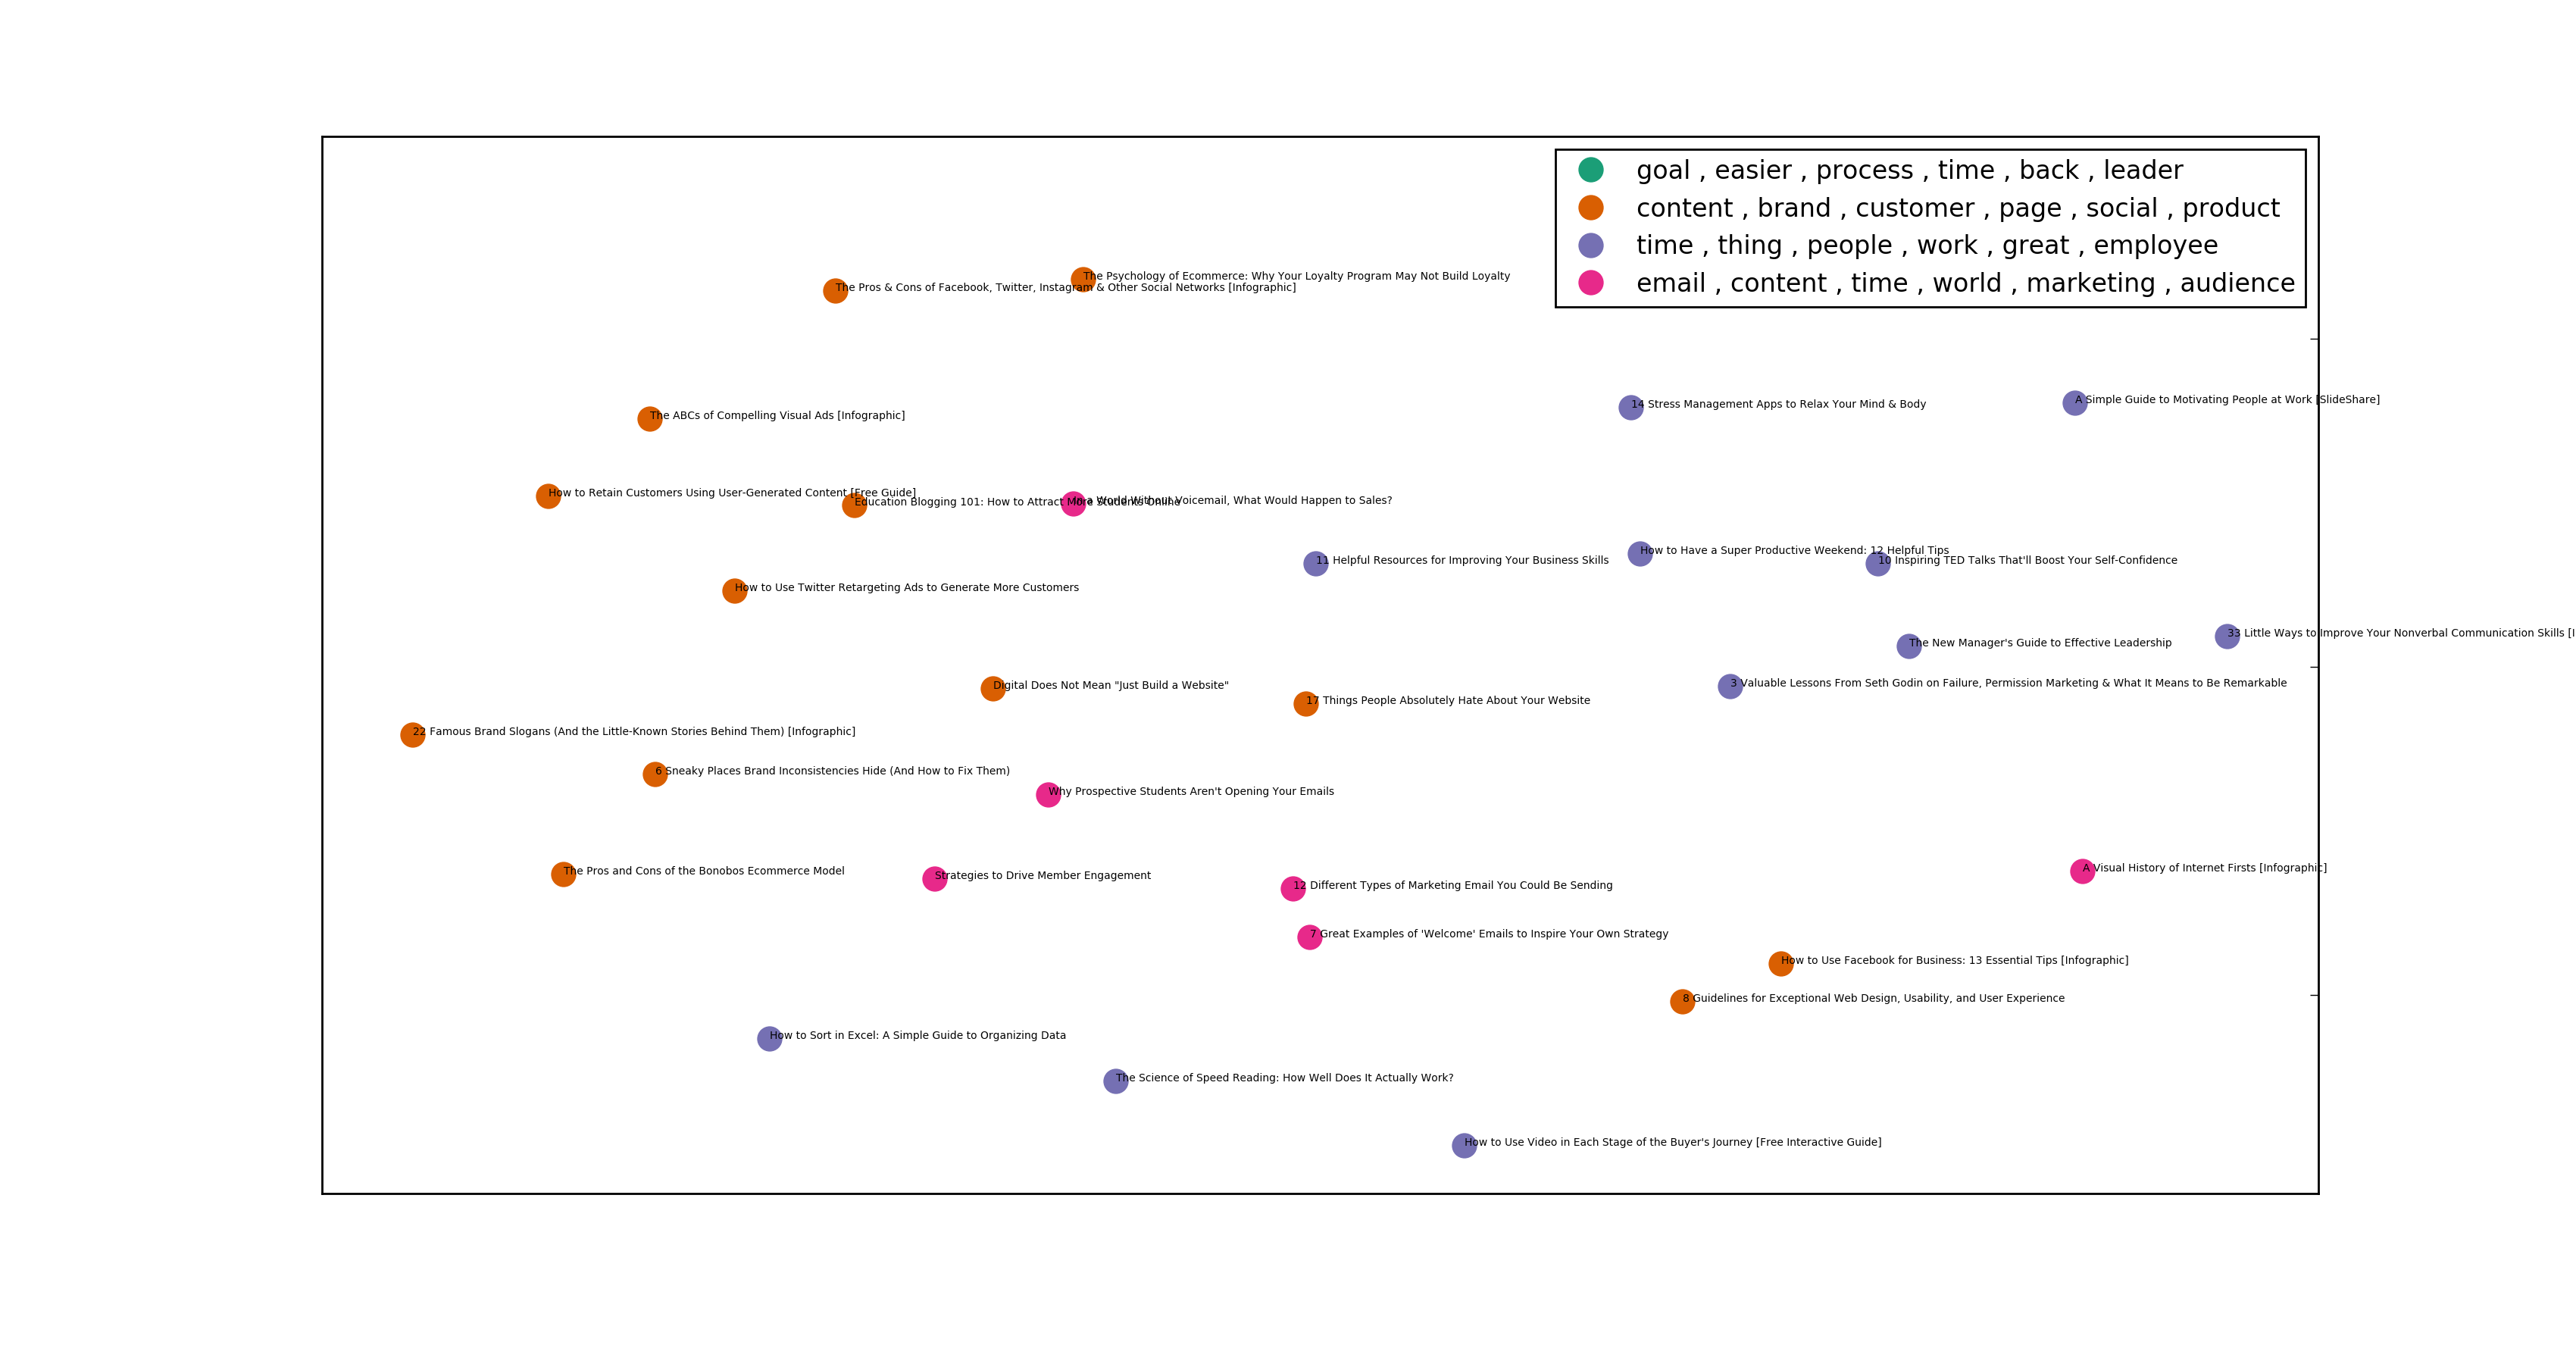 goal , easier , process , time , back , leader
content , brand , customer , page , social , product
time , thing , people , work , great , employee
email , content , time , world , marketing , audience
The Psychology of Ecommerce: Why Your Loyalty Program May Not Build Loyalty
The Pros & Cons of Facebook, Twitter, Instagram & Other Social Networks [Infographic]
A Simple Guide to Motivating People at Work [SlideShare]
14 Stress Management Apps to Relax Your Mind & Body
The ABCs of Compelling Visual Ads [Infographic]
How to Retain Customers Using User-Generated Content [Free Guide]
Education Blogging 101: How to Attract More Students Online
In a World Without Voicemail, What Would Happen to Sales?
How to Have a Super Productive Weekend: 12 Helpful Tips
11 Helpful Resources for Improving Your Business Skills
10 Inspiring TED Talks That'll Boost Your Self-Confidence
How to Use Twitter Retargeting Ads to Generate More Customers
33 Little Ways to Improve Your Nonverbal Communication Skills [I
The New Manager's Guide to Effective Leadership
3 Valuable Lessons From Seth Godin on Failure, Permission Marketing & What It Means to Be Remarkable
Digital Does Not Mean "Just Build a Website"
17 Things People Absolutely Hate About Your Website
22 Famous Brand Slogans (And the Little-Known Stories Behind Them) [Infographic]
6 Sneaky Places Brand Inconsistencies Hide (And How to Fix Them)
Why Prospective Students Aren't Opening Your Emails
A Visual History of Internet Firsts [Infographic]
The Pros and Cons of the Bonobos Ecommerce Model
Strategies to Drive Member Engagement
12 Different Types of Marketing Email You Could Be Sending
7 Great Examples of 'Welcome' Emails to Inspire Your Own Strategy
How to Use Facebook for Business: 13 Essential Tips [Infographic]
8 Guidelines for Exceptional Web Design, Usability, and User Experience
How to Sort in Excel: A Simple Guide to Organizing Data
The Science of Speed Reading: How Well Does It Actually Work?
How to Use Video in Each Stage of the Buyer's Journey [Free Interactive Guide]